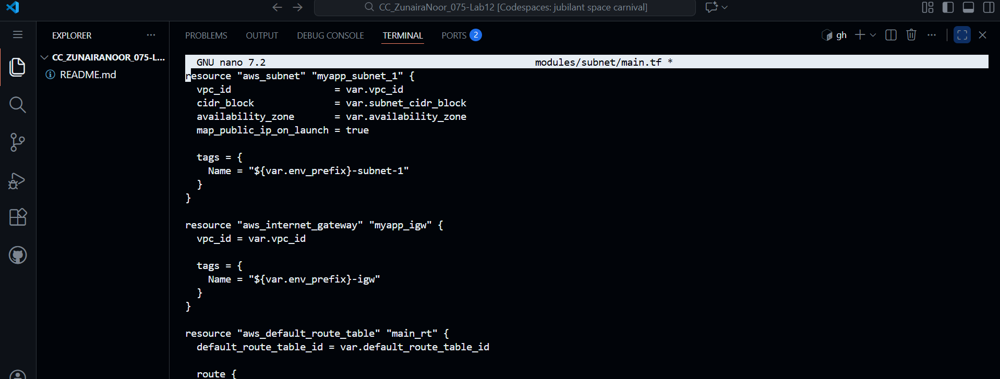 CC_ZunairaNoor_075-Lab12 [Codespaces: jubilant space carnival]
EXPLORER
PROBLEMS OUTPUT DEBUG CONSOLE TERMINAL PORTS 2
gh
CC_ZUNAIRANOOR_075-L...
README.md
GNU nano 7.2 modules/subnet/main.tf *
resource "aws_subnet" "myapp_subnet_1" {
  vpc_id                  = var.vpc_id
  cidr_block              = var.subnet_cidr_block
  availability_zone       = var.availability_zone
  map_public_ip_on_launch = true
  tags = {
    Name = "${var.env_prefix}-subnet-1"
  }
}
resource "aws_internet_gateway" "myapp_igw" {
  vpc_id = var.vpc_id
  tags = {
    Name = "${var.env_prefix}-igw"
  }
}
resource "aws_default_route_table" "main_rt" {
  default_route_table_id = var.default_route_table_id
  route {